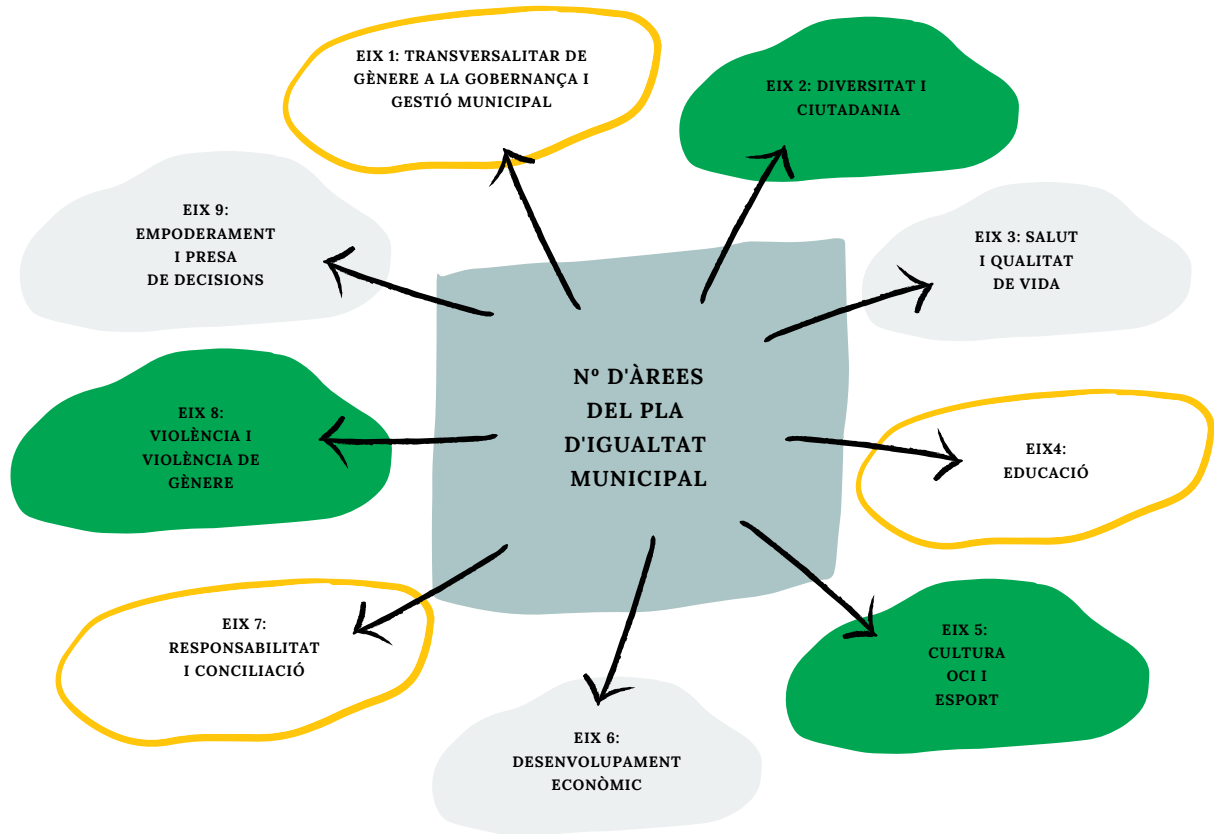 EIX 1: TRANSVERSALITAR DE
GÈNERE A LA GOBERNANÇA I
GESTIÓ MUNICIPAL
EIX 2: DIVERSITAT I
CIUTADANIA
EIX 9:
EMPODERAMENT
I PRESA
DE DECISIONS
EIX 3: SALUT
I QUALITAT
DE VIDA
Nº D'ÀREES
DEL PLA
D'IGUALTAT
MUNICIPAL
EIX 8:
VIOLÈNCIA I
VIOLÈNCIA DE
GÈNERE
EIX4:
EDUCACIÓ
EIX 7:
RESPONSABILITAT
I CONCILIACIÓ
EIX 5:
CULTURA
OCI I
ESPORT
EIX 6:
DESENVOLUPAMENT
ECONÒMIC